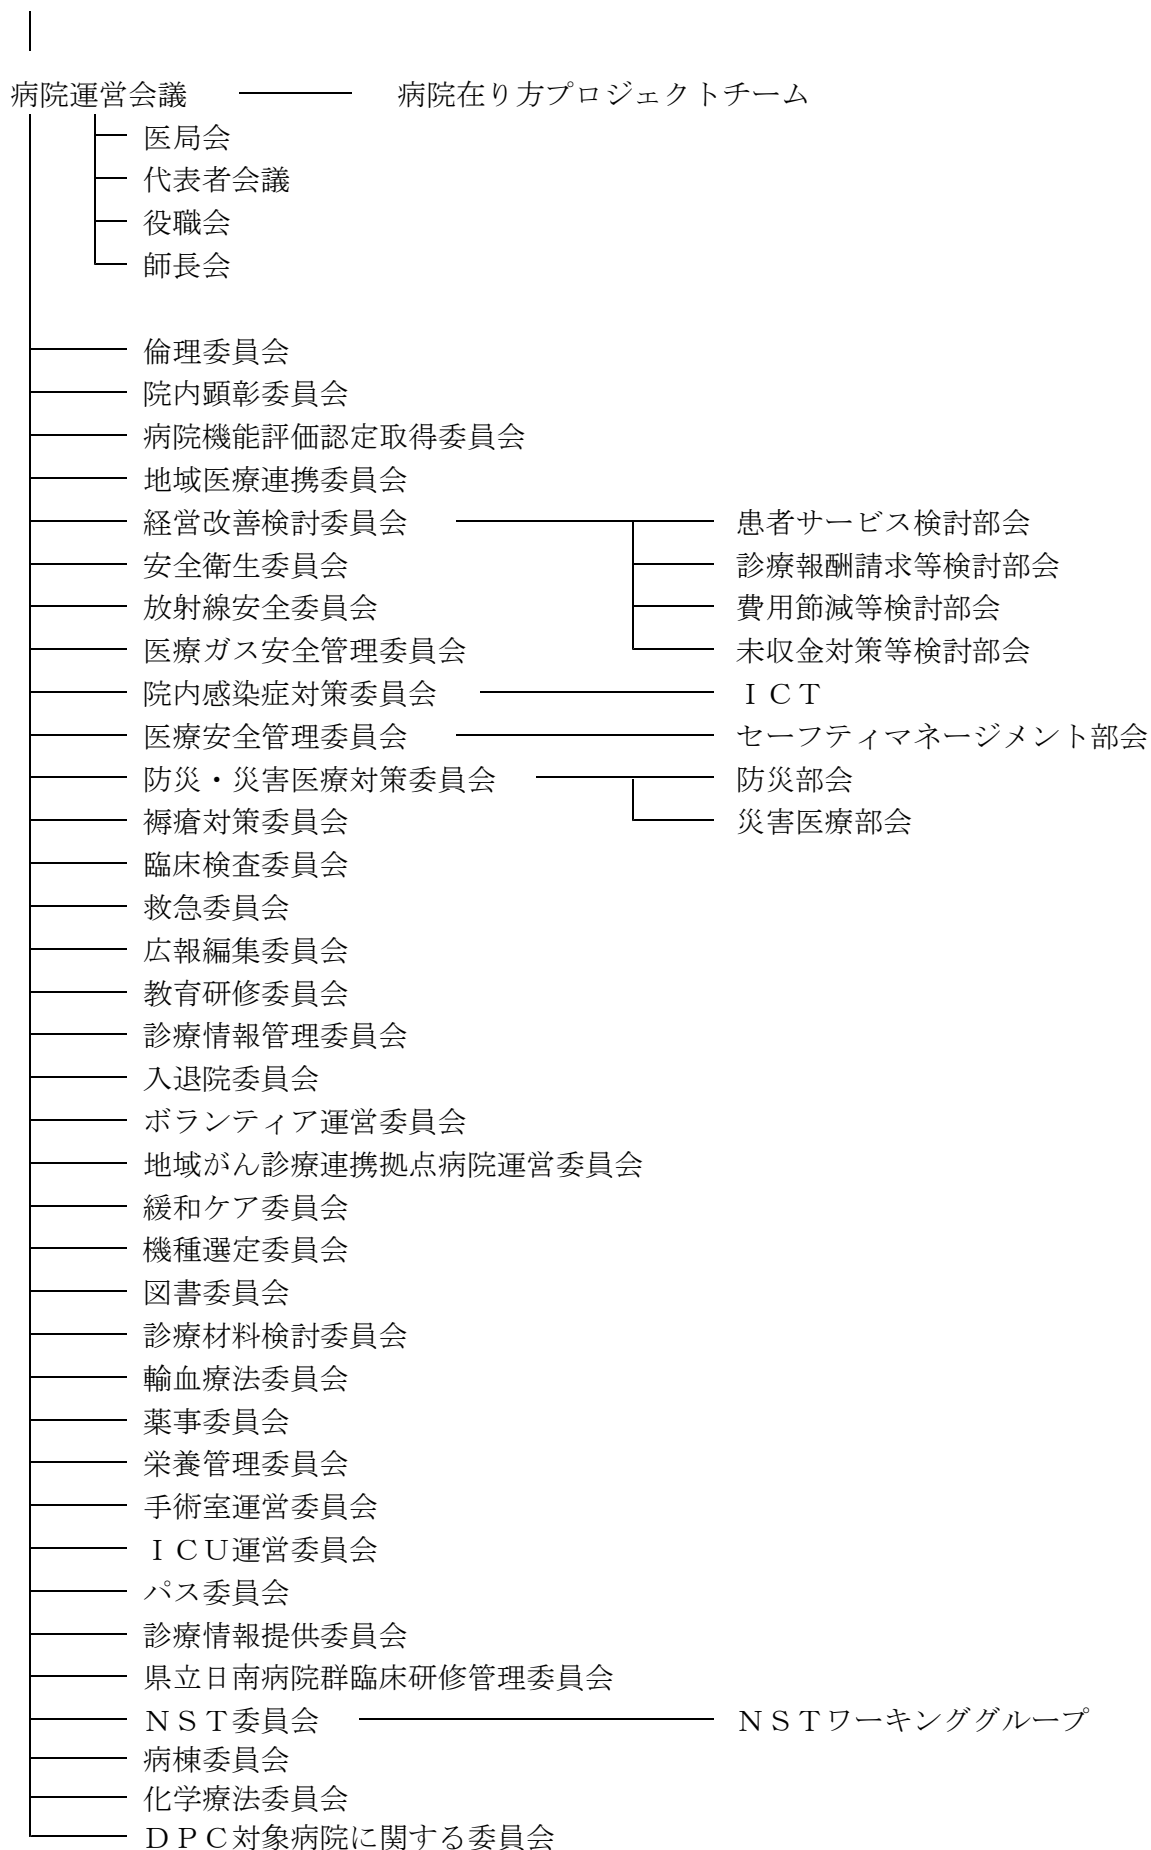 病院運営会議 病院在り方プロジェクトチーム
医局会
代表者会議
役職会
師長会
倫理委員会
院内顕彰委員会
病院機能評価認定取得委員会
地域医療連携委員会
経営改善検討委員会 患者サービス検討部会
安全衛生委員会 診療報酬請求等検討部会
放射線安全委員会 費用節減等検討部会
医療ガス安全管理委員会 未収金対策等検討部会
院内感染症対策委員会 ＩＣＴ
医療安全管理委員会 セーフティマネージメント部会
防災・災害医療対策委員会 防災部会
褥瘡対策委員会 災害医療部会
臨床検査委員会
救急委員会
広報編集委員会
教育研修委員会
診療情報管理委員会
入退院委員会
ボランティア運営委員会
地域がん診療連携拠点病院運営委員会
緩和ケア委員会
機種選定委員会
図書委員会
診療材料検討委員会
輸血療法委員会
薬事委員会
栄養管理委員会
手術室運営委員会
ＩＣＵ運営委員会
パス委員会
診療情報提供委員会
県立日南病院群臨床研修管理委員会
ＮＳＴ委員会 ＮＳＴワーキンググループ
病棟委員会
化学療法委員会
ＤＰＣ対象病院に関する委員会